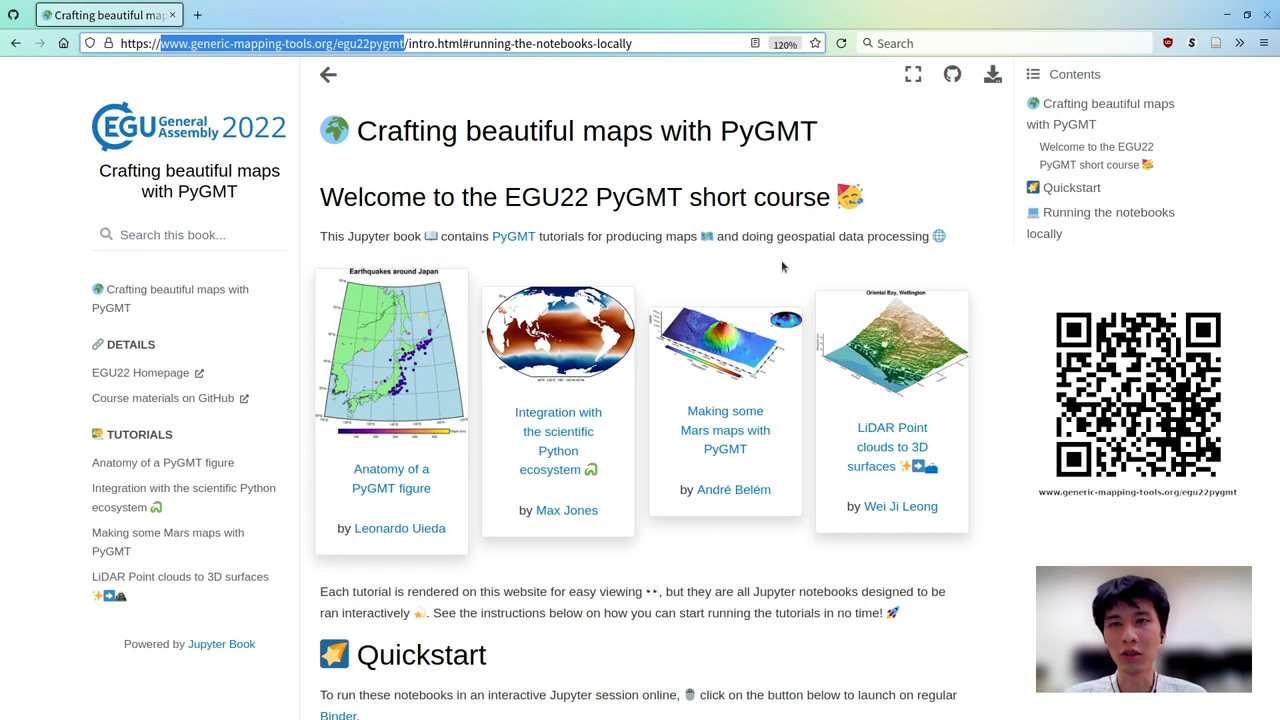 Crafting beautiful map
https://www.generic-mapping-tools.org/egu22pygmt/intro.html#running-the-notebooks-locally
120%
Search
EGU General Assembly 2022
Crafting beautiful maps
with PyGMT
Search this book...
Crafting beautiful maps with
PyGMT
DETAILS
EGU22 Homepage
Course materials on GitHub
TUTORIALS
Anatomy of a PyGMT figure
Integration with the scientific Python
ecosystem
Making some Mars maps with
PyGMT
LiDAR Point clouds to 3D surfaces
Powered by Jupyter Book
Crafting beautiful maps with PyGMT
Welcome to the EGU22 PyGMT short course
This Jupyter book contains PyGMT tutorials for producing maps and doing geospatial data processing
Earthquakes around Japan
Anatomy of a
PyGMT figure
by Leonardo Uieda
Integration with
the scientific
Python
ecosystem
by Max Jones
Making some
Mars maps with
PyGMT
by André Belém
Oriental Bay, Wellington
LiDAR Point
clouds to 3D
surfaces
by Wei Ji Leong
Each tutorial is rendered on this website for easy viewing , but they are all Jupyter notebooks designed to be
ran interactively . See the instructions below on how you can start running the tutorials in no time!
Quickstart
To run these notebooks in an interactive Jupyter session online, click on the button below to launch on regular
Binder.
Contents
Crafting beautiful maps
with PyGMT
Welcome to the EGU22
PyGMT short course
Quickstart
Running the notebooks
locally
www.generic-mapping-tools.org/egu22pygmt